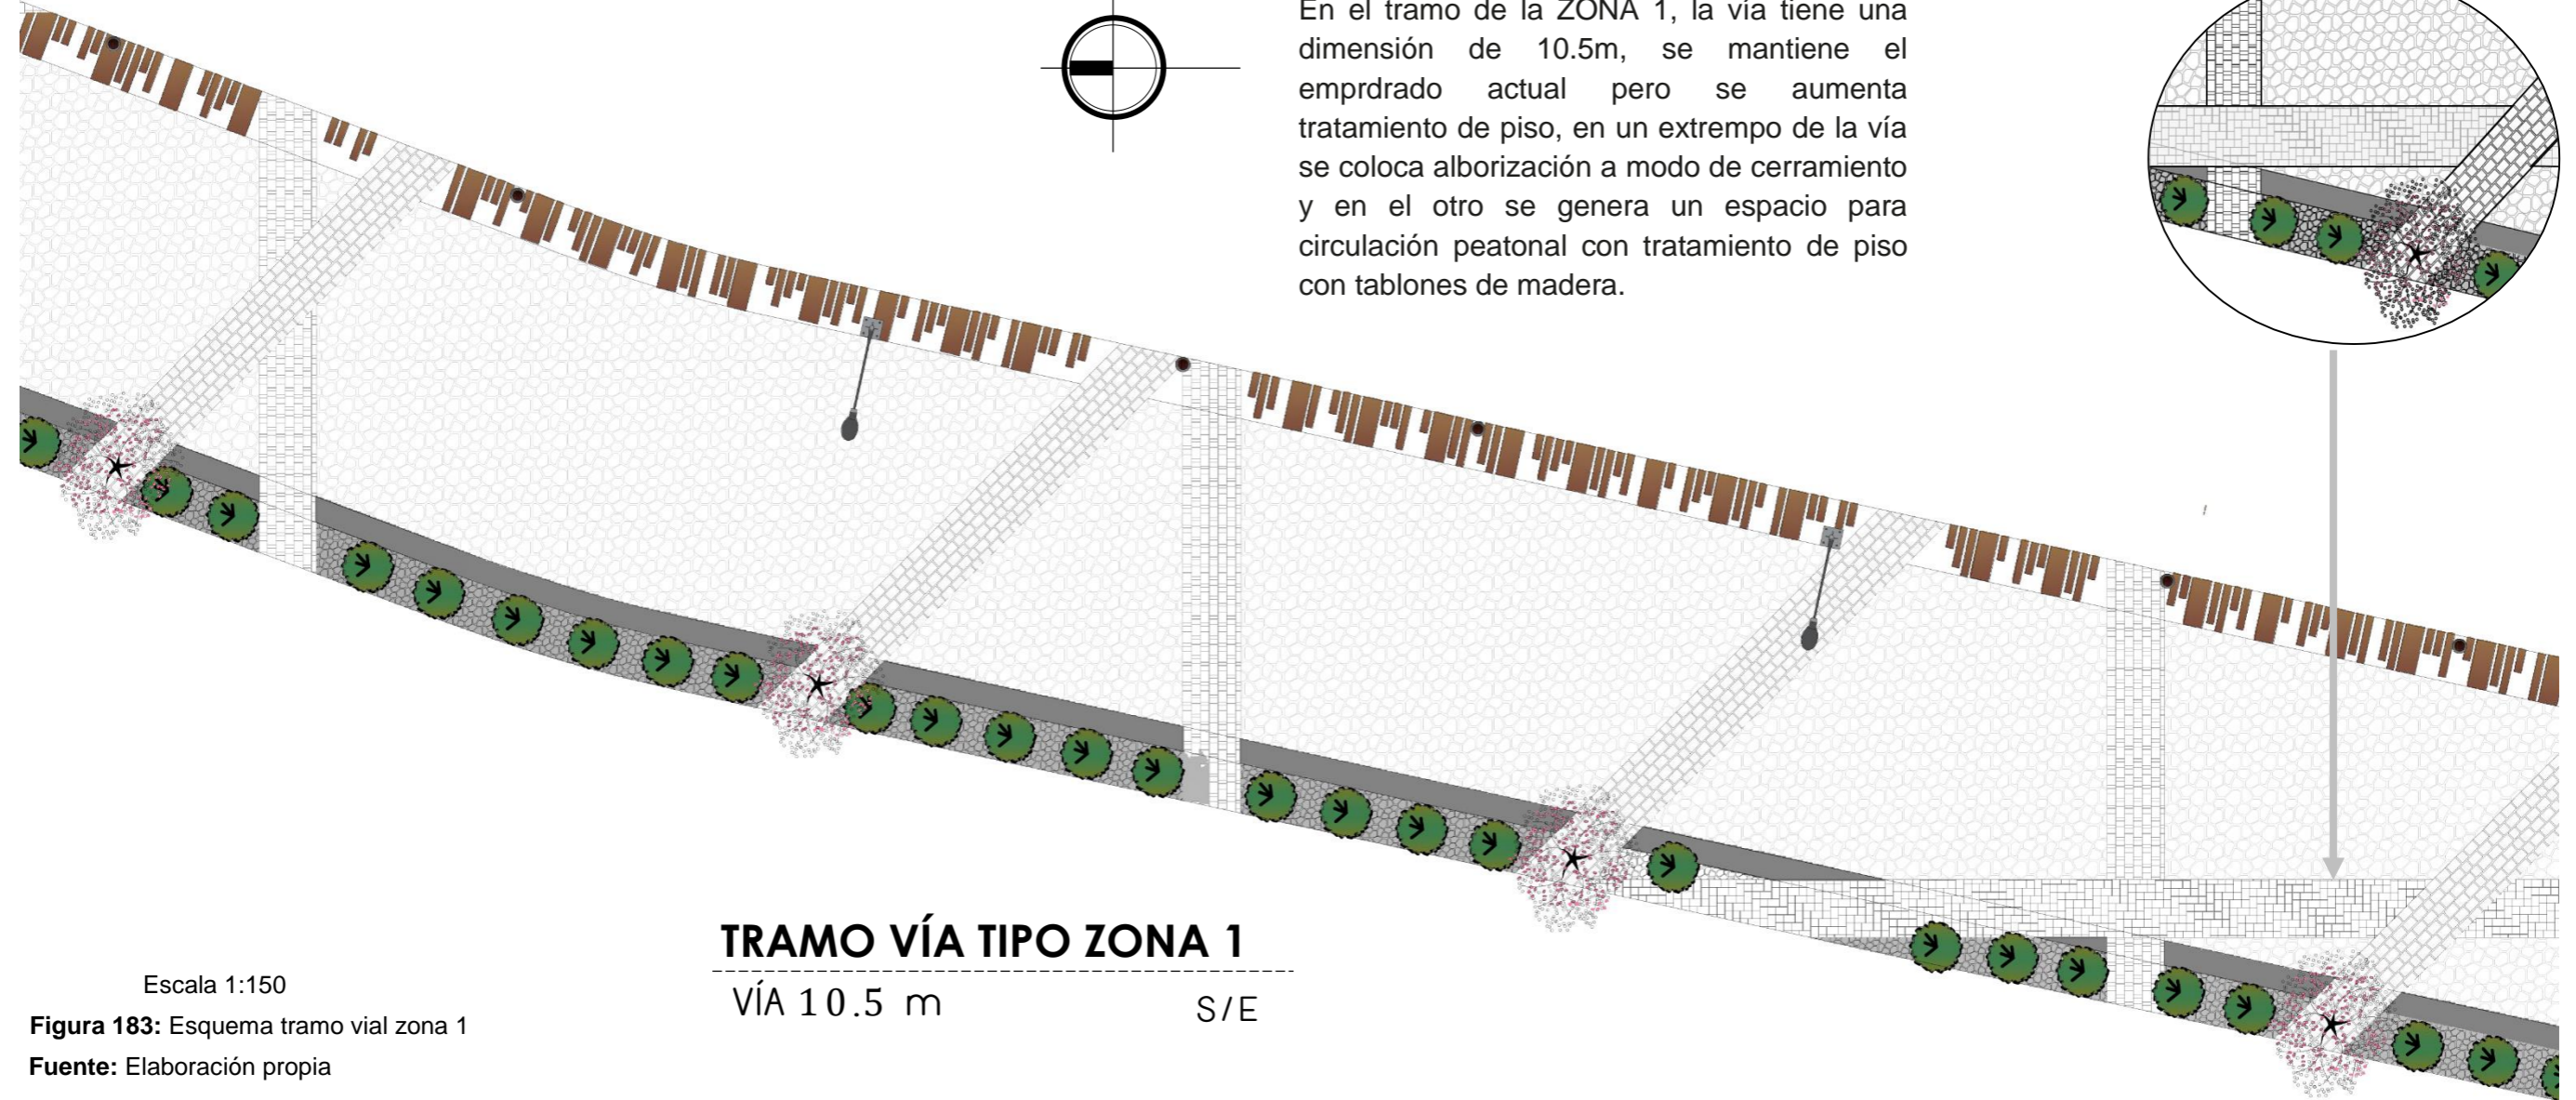 En el tramo de la ZONA 1, la vía tiene una
dimensión de 10.5m, se mantiene el
emprdrado actual pero se aumenta
tratamiento de piso, en un extrempo de la vía
se coloca alborización a modo de cerramiento
y en el otro se genera un espacio para
circulación peatonal con tratamiento de piso
con tablones de madera.
TRAMO VÍA TIPO ZONA 1
VÍA 10.5 m S/E
Escala 1:150
Figura 183: Esquema tramo vial zona 1
Fuente: Elaboración propia